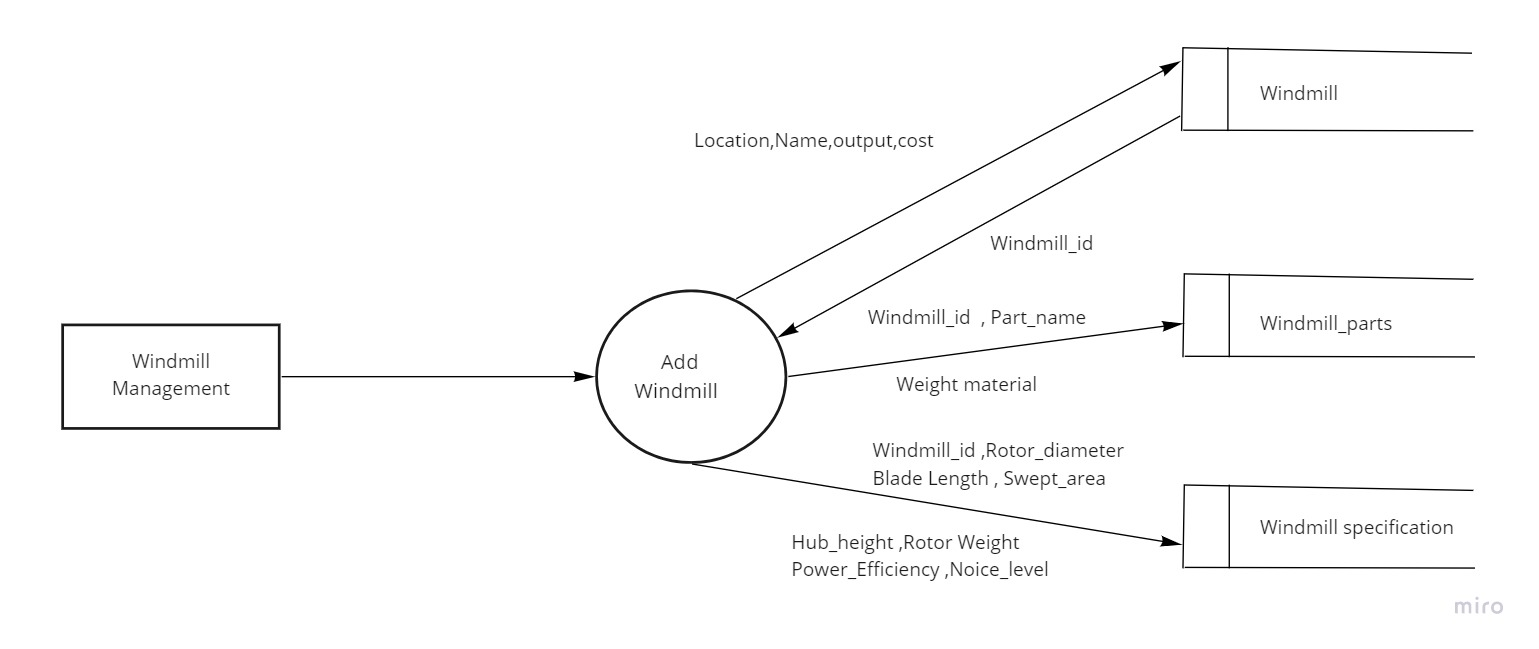 Windmill
Location,Name,output,cost
Windmill_id
Windmill_id , Part_name
Windmill_parts
Windmill
Management
Add
Windmill
Weight material
Windmill_id ,Rotor_diameter
Blade Length , Swept_area
Windmill specification
Hub_height ,Rotor Weight
Power_Efficiency ,Noice_level
miro